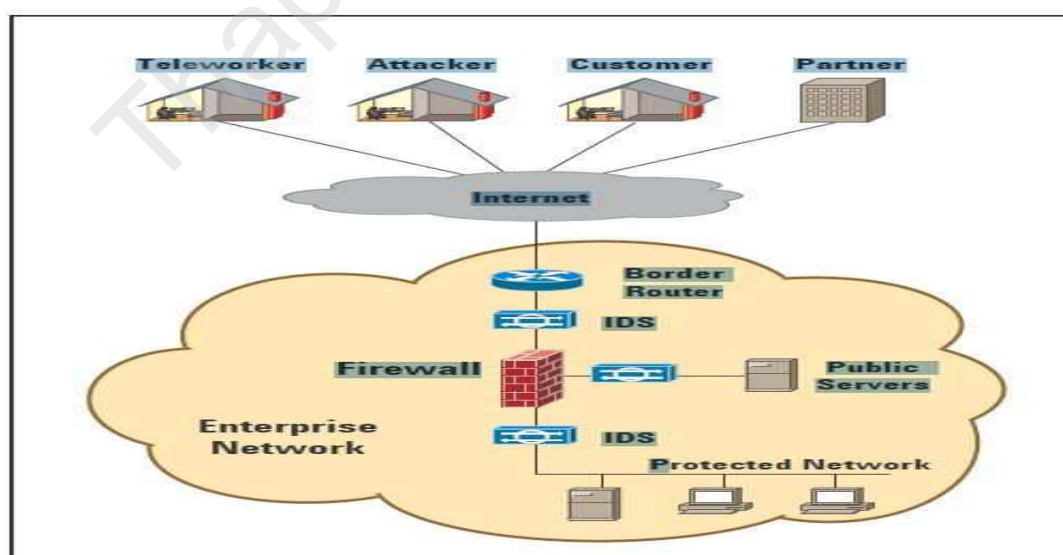 Teleworker Attacker Customer Partner
Internet
Border
Router
IDS
Firewall
Public
Servers
Enterprise
Network
IDS
Protected Network